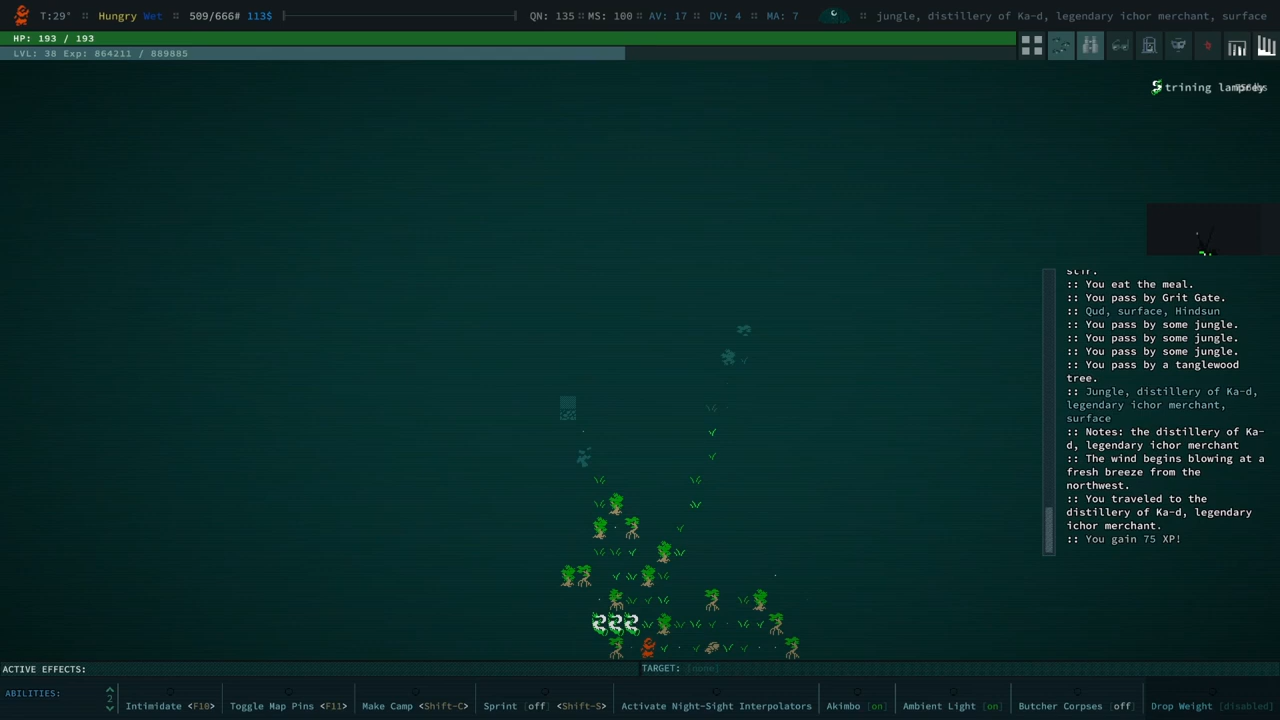 T:29° :: Hungry Wet :: 509/666# 113$ QN: 135 :: MS: 100 :: AV: 17 :: DV: 4 :: MA: 7 :: jungle, distillery of Ka-d, legendary ichor merchant, surface
HP: 193 / 193
LVL: 38 Exp: 864211 / 889885
trining lamprey
:: You eat the meal.
:: You pass by Grit Gate.
:: Qud, surface, Hindsun
:: You pass by some jungle.
:: You pass by some jungle.
:: You pass by some jungle.
:: You pass by a tanglewood
tree.
:: Jungle, distillery of Ka-d,
legendary ichor merchant,
surface
:: Notes: the distillery of Ka-
d, legendary ichor merchant
:: The wind begins blowing at a
fresh breeze from the
northwest.
:: You traveled to the
distillery of Ka-d, legendary
ichor merchant.
:: You gain 75 XP!
ACTIVE EFFECTS: TARGET: [none]
ABILITIES: 2 Intimidate <F10> Toggle Map Pins <F11> Make Camp <Shift-C> Sprint [off] <Shift-S> Activate Night-Sight Interpolators Akimbo [on] Ambient Light [on] Butcher Corpses [off] Drop Weight [disabled]